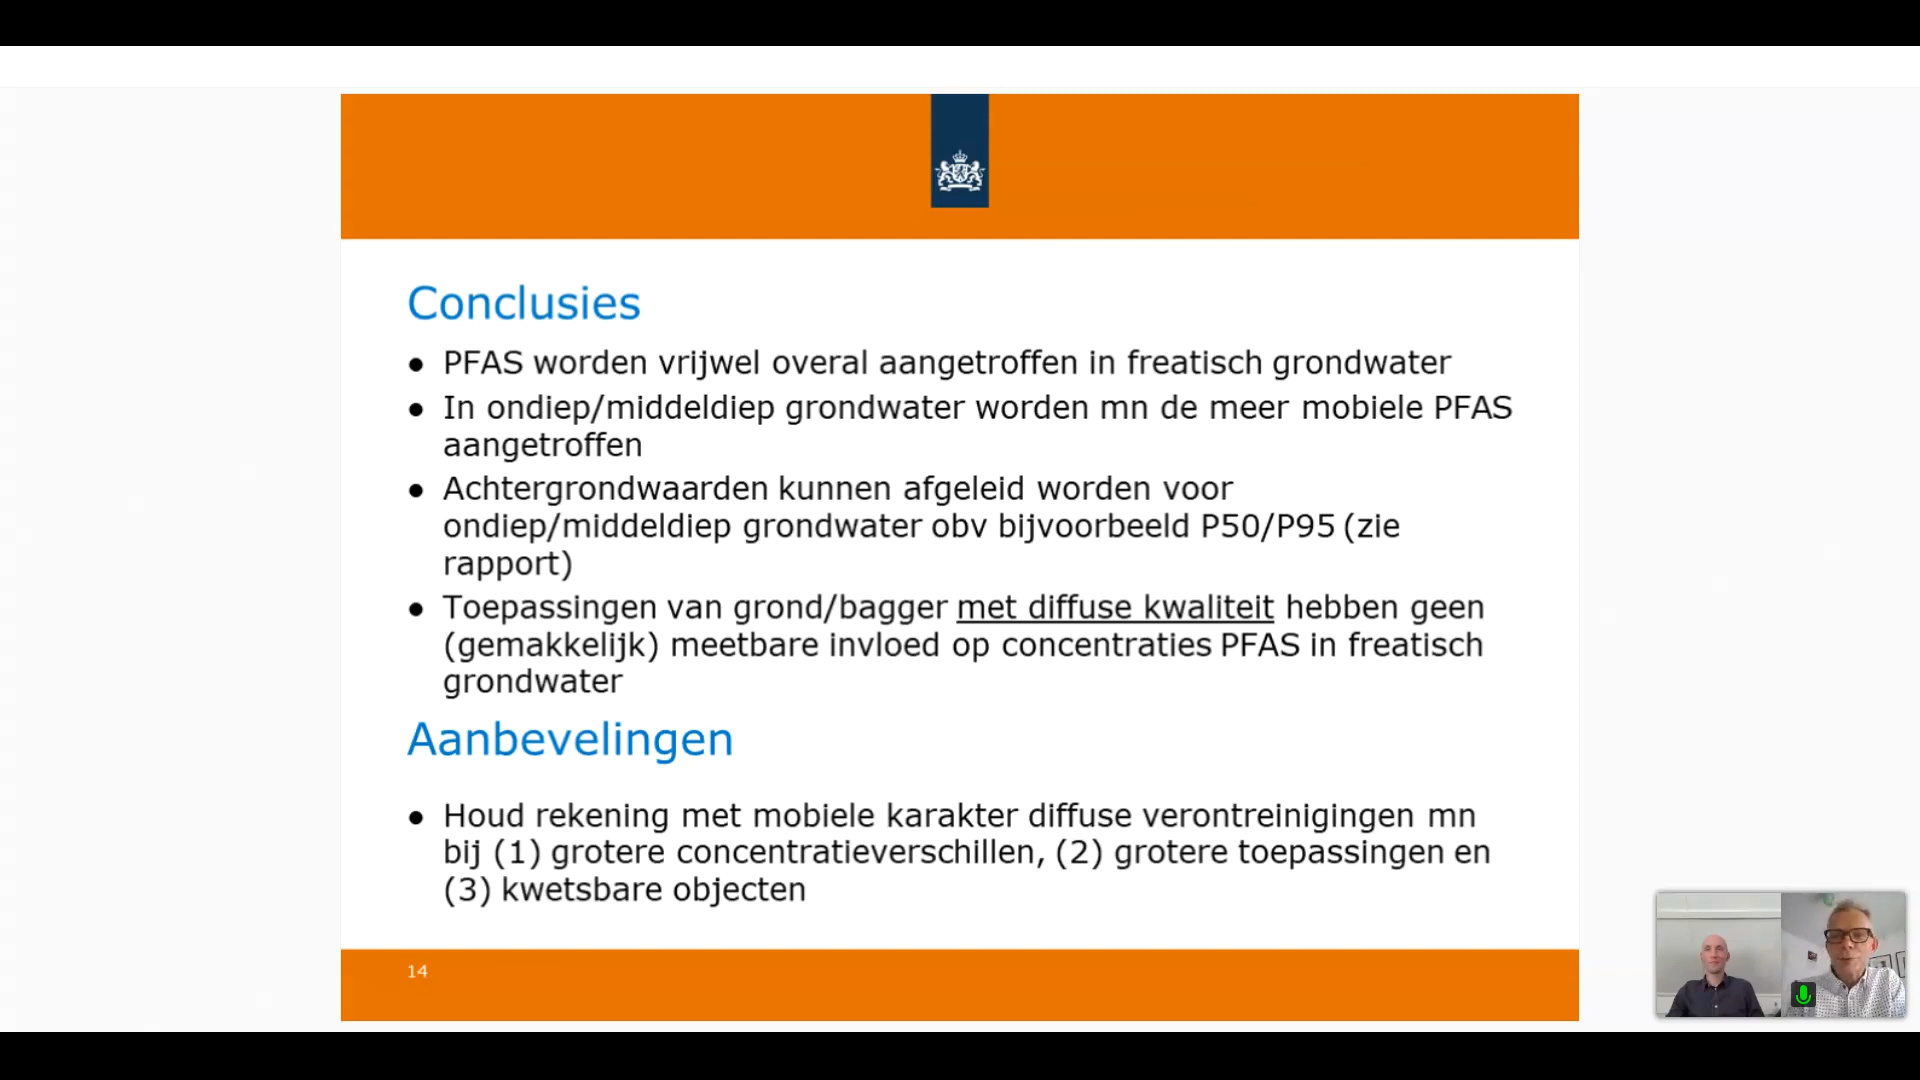 Conclusies
● PFAS worden vrijwel overal aangetroffen in freatisch grondwater
● In ondiep/middeldiep grondwater worden mn de meer mobiele PFAS
aangetroffen
● Achtergrondwaarden kunnen afgeleid worden voor
ondiep/middeldiep grondwater obv bijvoorbeeld P50/P95 (zie
rapport)
● Toepassingen van grond/bagger met diffuse kwaliteit hebben geen
(gemakkelijk) meetbare invloed op concentraties PFAS in freatisch
grondwater
Aanbevelingen
● Houd rekening met mobiele karakter diffuse verontreinigingen mn
bij (1) grotere concentratieverschillen, (2) grotere toepassingen en
(3) kwetsbare objecten
14